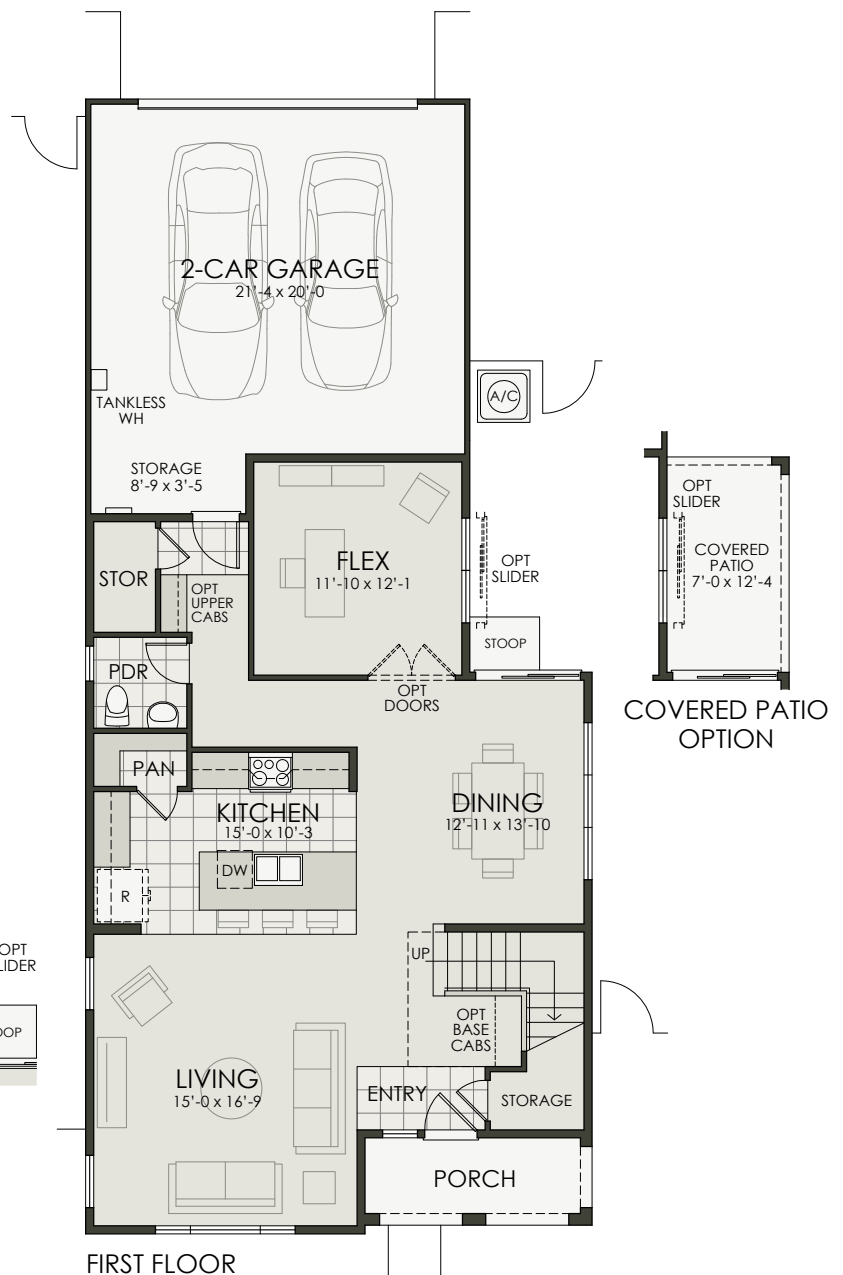 2-CAR GARAGE
21'-4 x 20'-0
TANKLESS
WH
STORAGE
8'-9 x 3'-5
A/C
STOR
OPT
UPPER
CABS
FLEX
11'-10 x 12'-1
OPT
SLIDER
STOOP
OPT
SLIDER
COVERED
PATIO
7'-0 x 12'-4
COVERED PATIO
OPTION
PDR
OPT
DOORS
PAN
KITCHEN
15'-0 x 10'-3
DINING
12'-11 x 13'-10
DW
R
UP
OPT
BASE
CABS
LIVING
15'-0 x 16'-9
ENTRY
STORAGE
PORCH
OPT
LIDER
OOP
FIRST FLOOR